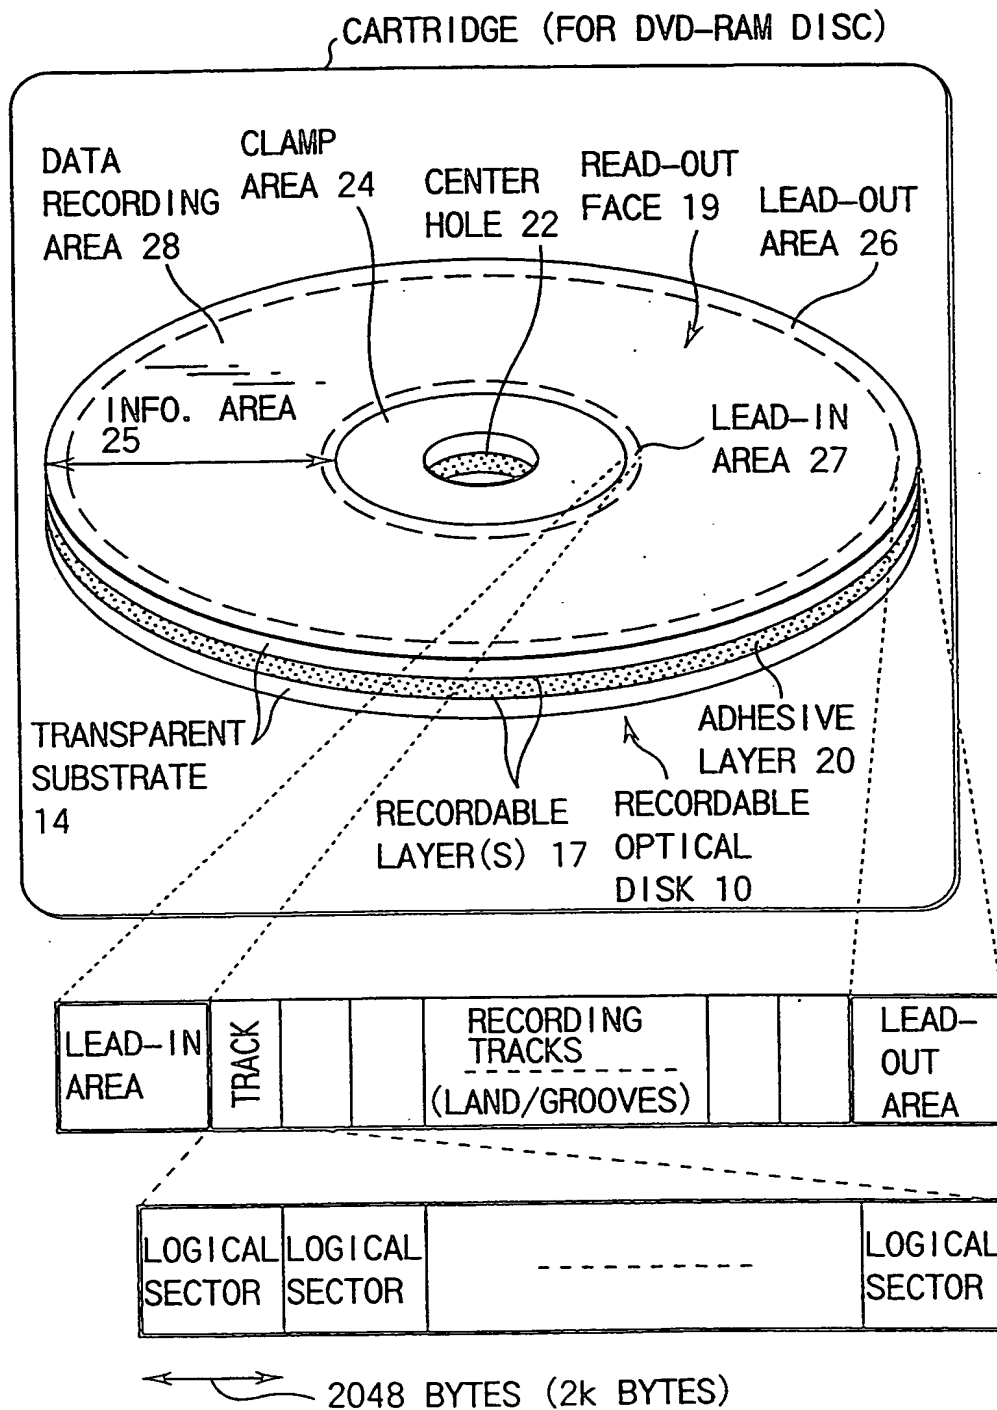 CARTRIDGE (FOR DVD-RAM DISC)
DATA
RECORDING
AREA 28
CLAMP
AREA 24
CENTER
HOLE 22
READ-OUT
FACE 19
LEAD-OUT
AREA 26
INFO. AREA
25
LEAD-IN
AREA 27
TRANSPARENT
SUBSTRATE
14
RECORDABLE
LAYER(S) 17
ADHESIVE
LAYER 20
RECORDABLE
OPTICAL
DISK 10
LEAD-IN
AREA
TRACK
RECORDING
TRACKS
(LAND/GROOVES)
LEAD-
OUT
AREA
LOGICAL
SECTOR
LOGICAL
SECTOR
LOGICAL
SECTOR
2048 BYTES (2k BYTES)